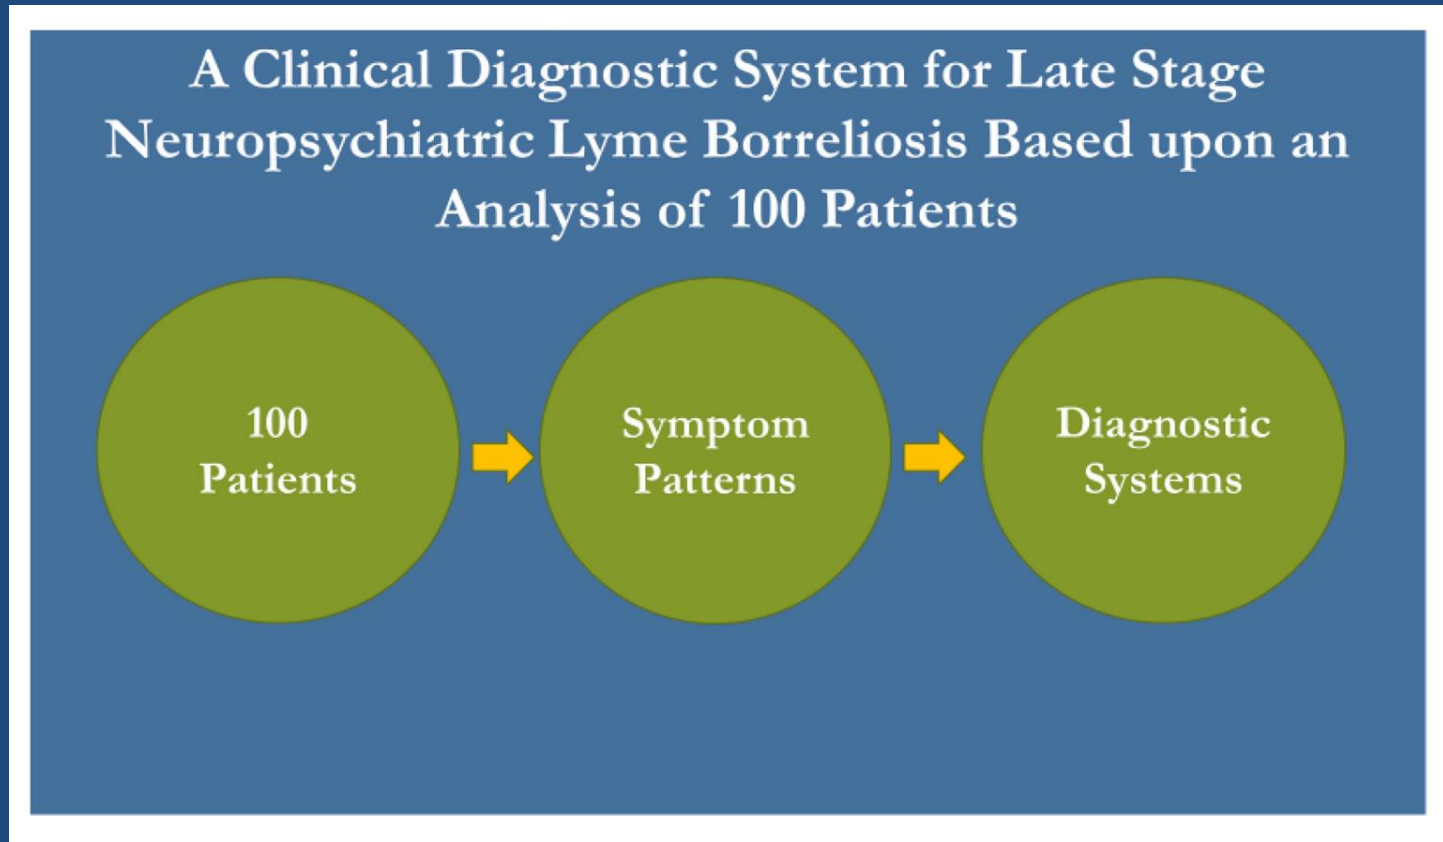 A Clinical Diagnostic System for Late Stage
Neuropsychiatric Lyme Borreliosis Based upon an
Analysis of 100 Patients
100
Patients
Symptom
Patterns
Diagnostic
Systems